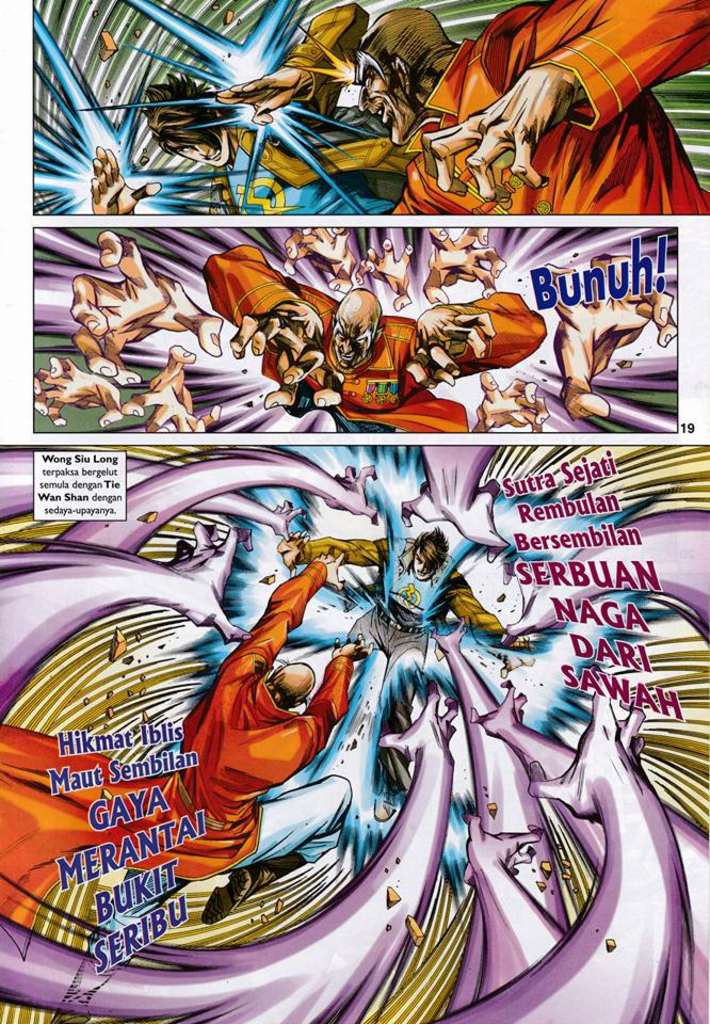 Bunuh!
19
Wong Siu Long
terpaksa bergelut
semula dengan Tie
Wan Shan dengan
sedaya-upayanya.
Sutra Sejati
Rembulan
Bersembilan
SERBUAN
NAGA
DARI
SAWAH
Hikmat Iblis
Maut Sembilan
GAYA
MERANTAI
BUKIT
SERIBU